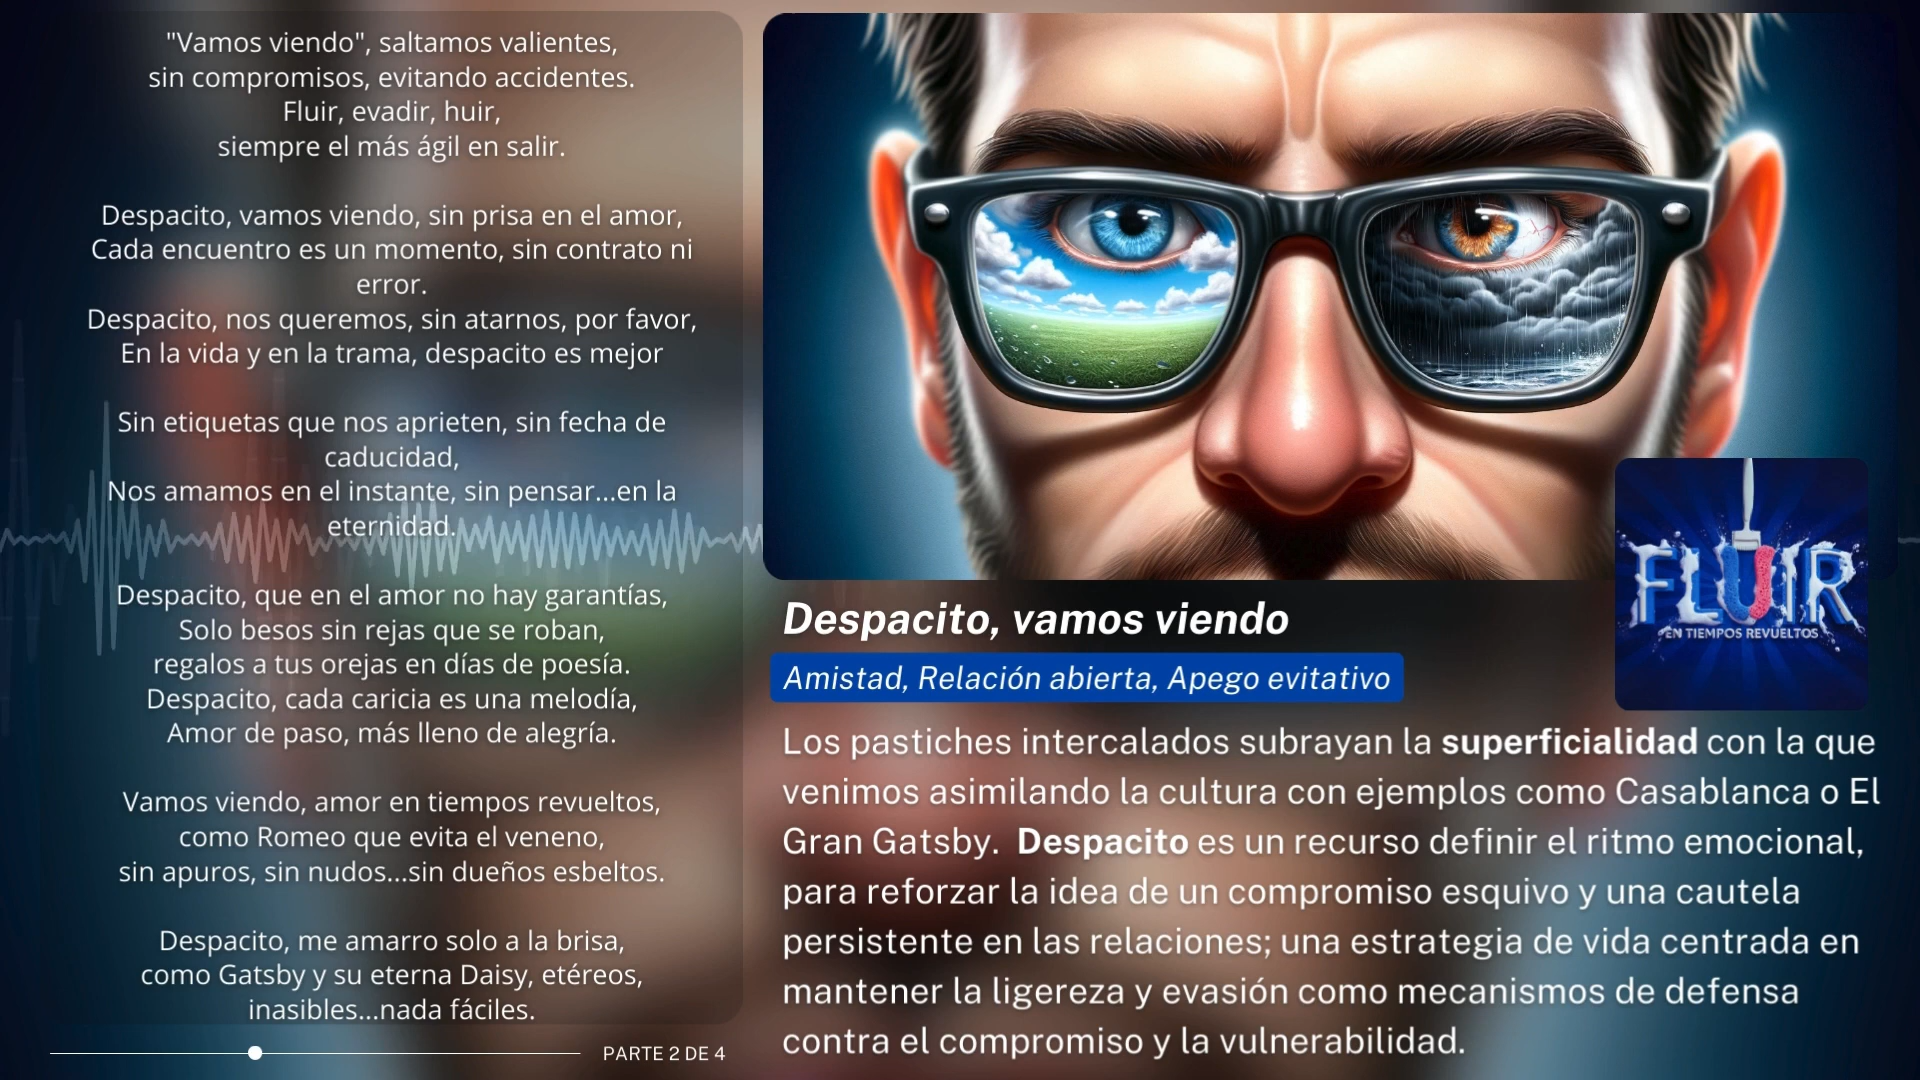 "Vamos viendo", saltamos valientes,
sin compromisos, evitando accidentes.
Fluir, evadir, huir,
siempre el más ágil en salir.
Despacito, vamos viendo, sin prisa en el amor,
Cada encuentro es un momento, sin contrato ni
error.
Despacito, nos queremos, sin atarnos, por favor,
En la vida y en la trama, despacito es mejor
Sin etiquetas que nos aprieten, sin fecha de
caducidad,
Nos amamos en el instante, sin pensar...en la
eternidad.
Despacito, que en el amor no hay garantías,
Solo besos sin rejas que se roban,
regalos a tus orejas en días de poesía.
Despacito, cada caricia es una melodía,
Amor de paso, más lleno de alegría.
Vamos viendo, amor en tiempos revueltos,
como Romeo que evita el veneno,
sin apuros, sin nudos...sin dueños esbeltos.
Despacito, me amarro solo a la brisa,
como Gatsby y su eterna Daisy, etéreos,
inasibles...nada fáciles.
PARTE 2 DE 4
FLUIR
EN TIEMPOS REVUELTOS
Despacito, vamos viendo
Amistad, Relación abierta, Apego evitativo
Los pastiches intercalados subrayan la superficialidad con la que
venimos asimilando la cultura con ejemplos como Casablanca o El
Gran Gatsby. Despacito es un recurso definir el ritmo emocional,
para reforzar la idea de un compromiso esquivo y una cautela
persistente en las relaciones; una estrategia de vida centrada en
mantener la ligereza y evasión como mecanismos de defensa
contra el compromiso y la vulnerabilidad.